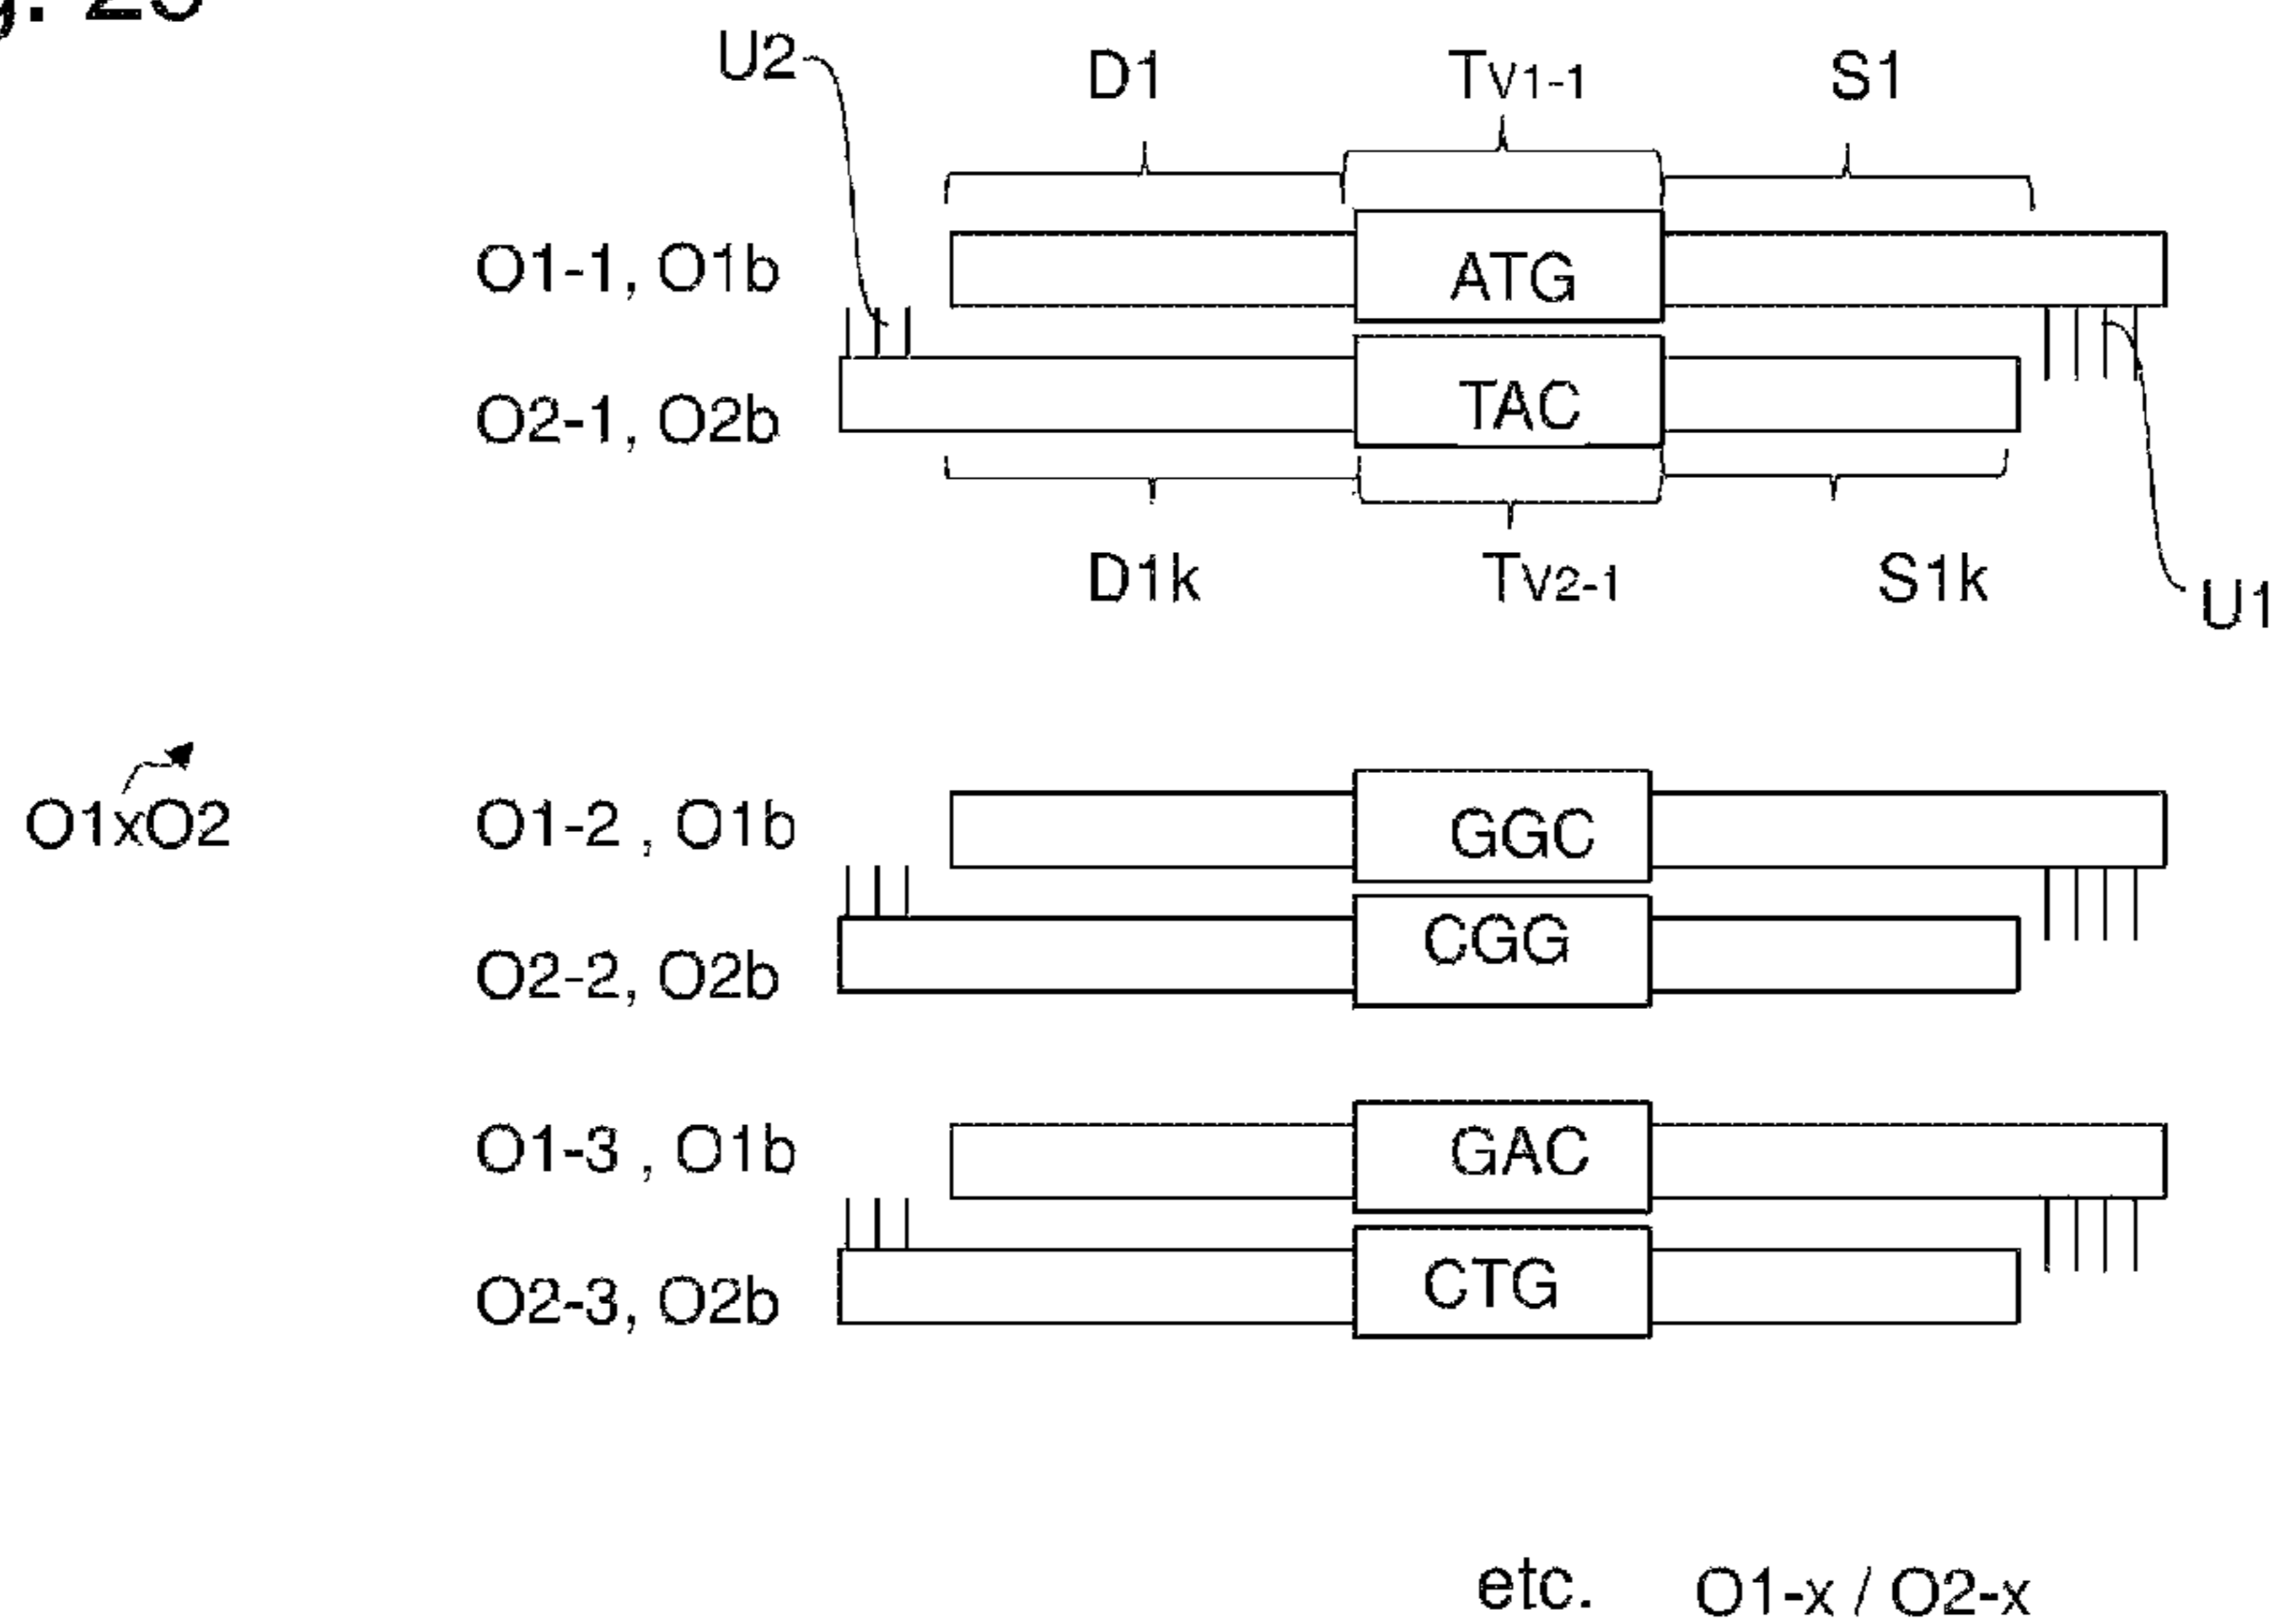 U2 D1 TV1-1 S1
O1-1, O1b ATG
O2-1, O2b TAC
D1k TV2-1 S1k U1
O1xO2
O1-2 , O1b GGC
O2-2, O2b CGG
O1-3 , O1b GAC
O2-3, O2b CTG
etc. O1-x / O2-x